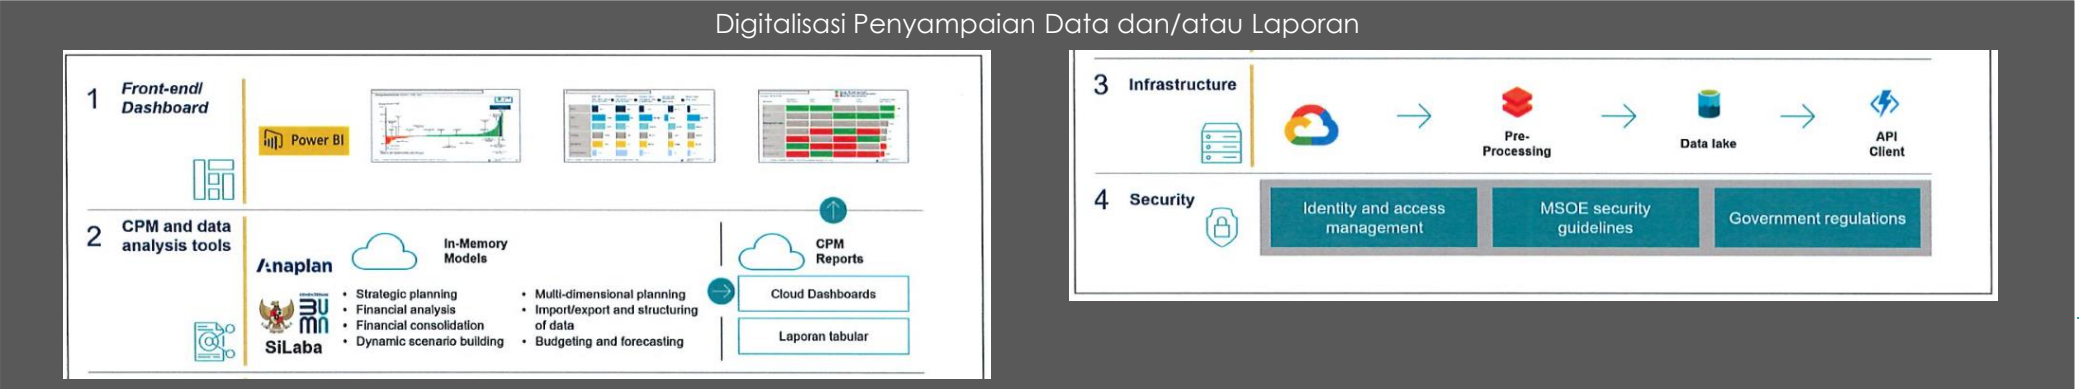 Digitalisasi Penyampaian Data dan/atau Laporan
1
Front-end/
Dashboard
Power BI
2
CPM and data
analysis tools
Anaplan
In-Memory
Models
BUMN
SiLaba
• Strategic planning
• Financial analysis
• Financial consolidation
• Dynamic scenario building
• Multi-dimensional planning
• Import/export and structuring
of data
• Budgeting and forecasting
CPM
Reports
Cloud Dashboards
Laporan tabular
3
Infrastructure
Pre-
Processing
Data lake
API
Client
4
Security
Identity and access
management
MSOE security
guidelines
Government regulations